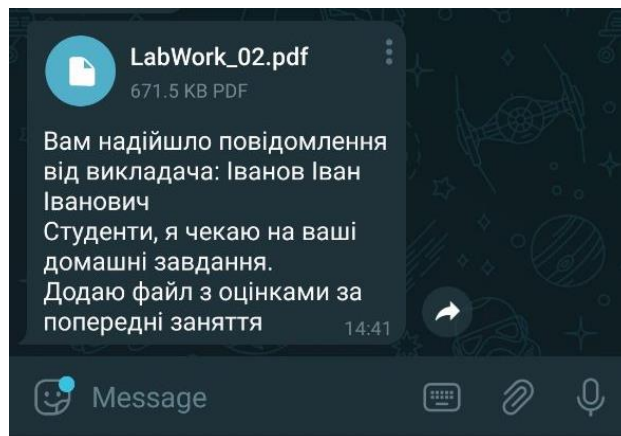 LabWork_02.pdf
671.5 KB PDF
Вам надійшло повідомлення
від викладача: Іванов Іван
Іванович
Студенти, я чекаю на ваші
домашні завдання.
Додаю файл з оцінками за
попередні заняття
14:41
Message